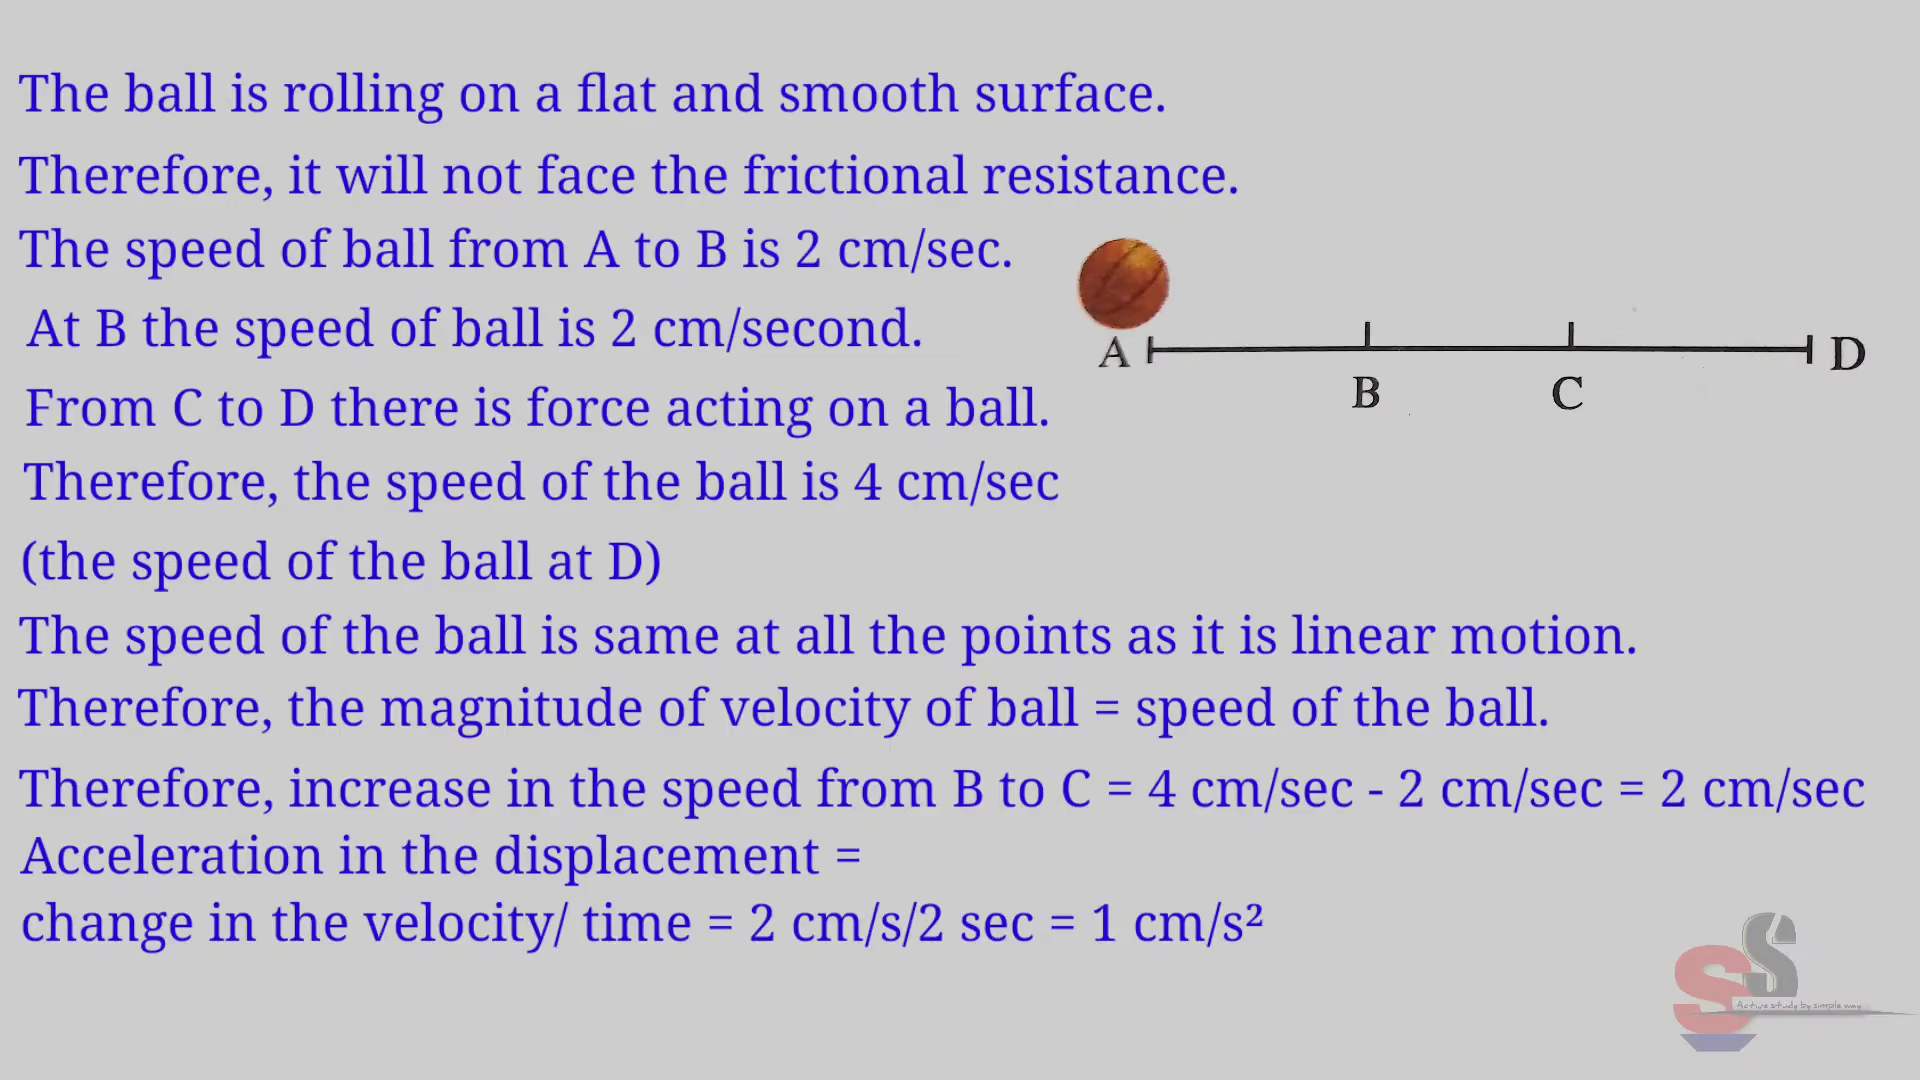 The ball is rolling on a flat and smooth surface.
Therefore, it will not face the frictional resistance.
The speed of ball from A to B is 2 cm/sec.
At B the speed of ball is 2 cm/second.
From C to D there is force acting on a ball.
Therefore, the speed of the ball is 4 cm/sec
(the speed of the ball at D)
The speed of the ball is same at all the points as it is linear motion.
Therefore, the magnitude of velocity of ball = speed of the ball.
Therefore, increase in the speed from B to C = 4 cm/sec - 2 cm/sec = 2 cm/sec
Acceleration in the displacement =
change in the velocity/ time = 2 cm/s/2 sec = 1 cm/s²
A
D
B
C
SS
Active study by simple way